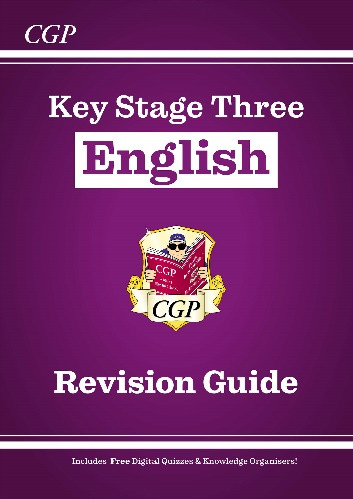 CGP
Key Stage Three
English
CGP
CGP
Revision Guide
Includes Free Digital Quizzes & Knowledge Organisers!